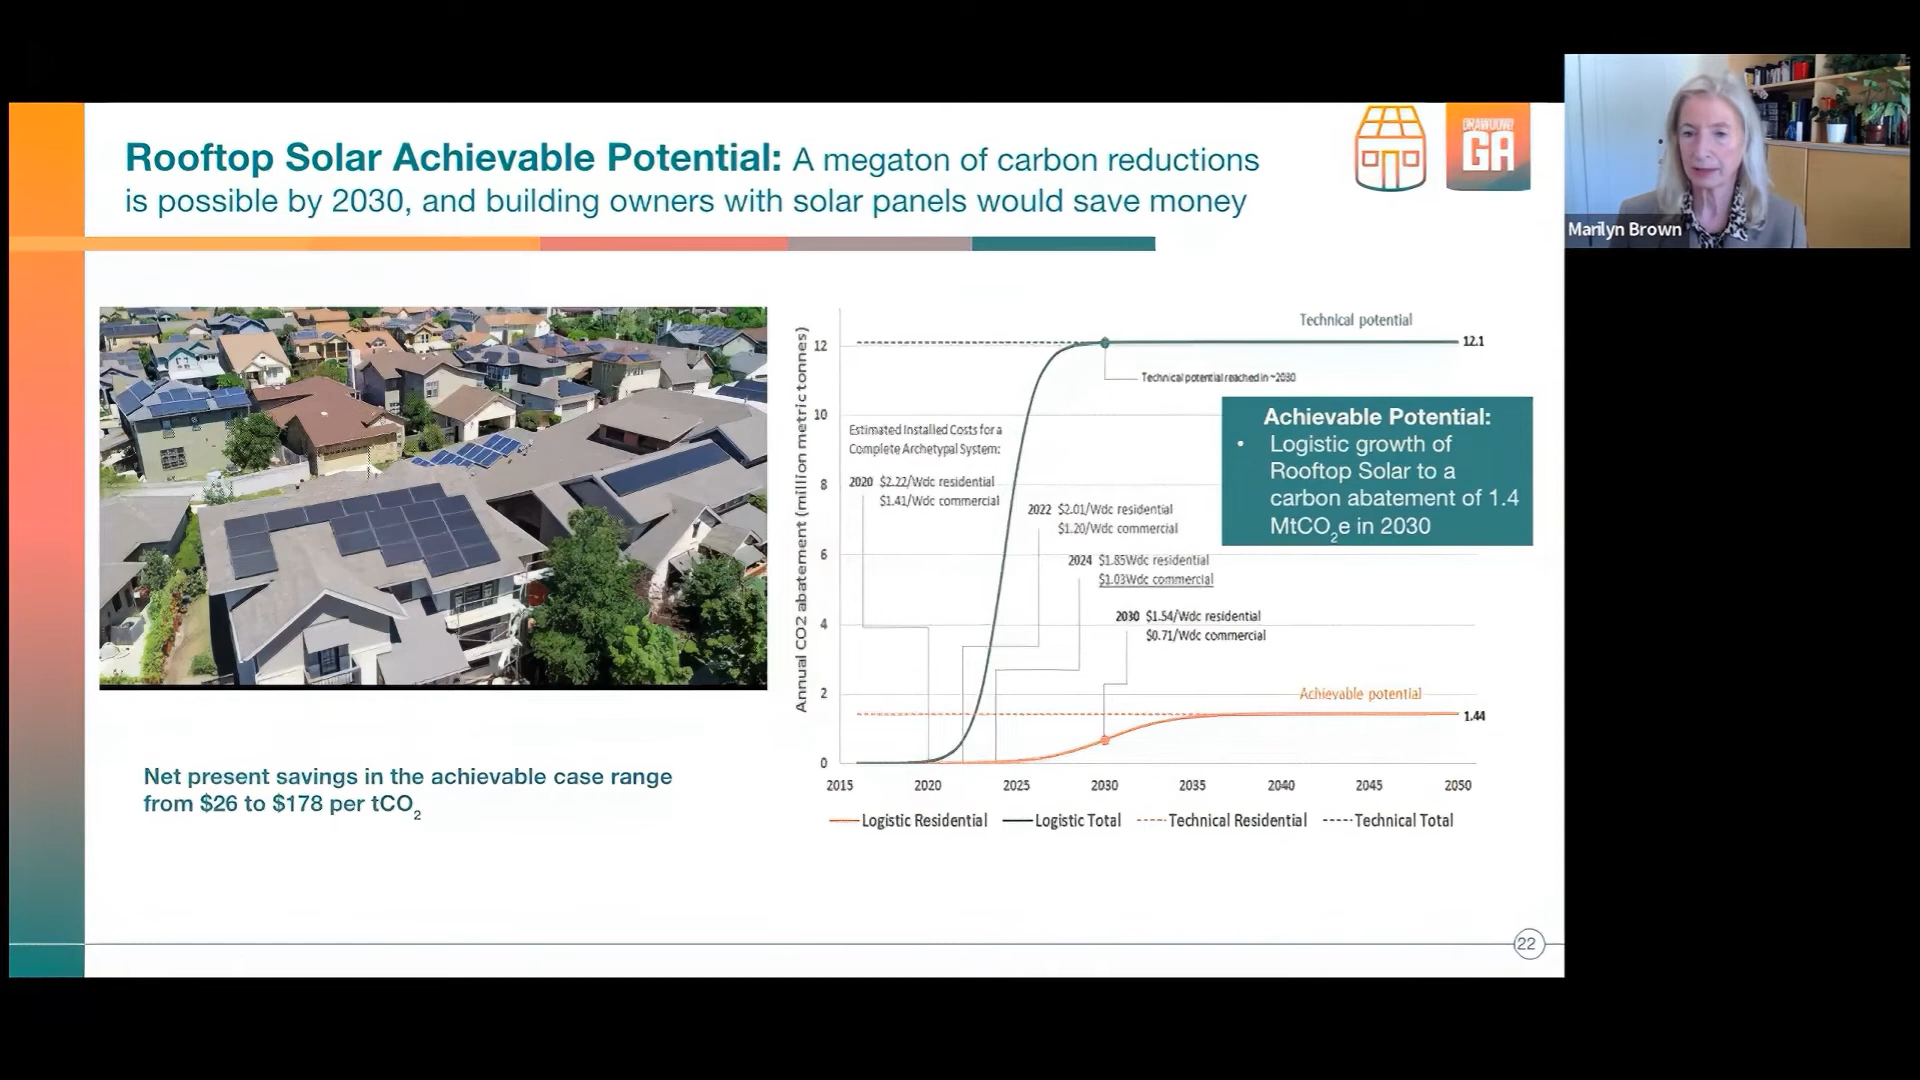 Rooftop Solar Achievable Potential: A megaton of carbon reductions
is possible by 2030, and building owners with solar panels would save money
DRAWDOWN
GA
Marilyn Brown
Net present savings in the achievable case range
from $26 to $178 per tCO2
Annual CO2 abatement (million metric tonnes)
12
10
8
6
4
2
0
Technical potential
12.1
Technical potential reached in ~2030
Estimated Installed Costs for a
Complete Archetypal System:
2020 $2.22/Wdc residential
$1.41/Wdc commercial
2022 $2.01/Wdc residential
$1.20/Wdc commercial
2024 $1.85Wdc residential
$1.03Wdc commercial
2030 $1.54/Wdc residential
$0.71/Wdc commercial
Achievable Potential:
• Logistic growth of
Rooftop Solar to a
carbon abatement of 1.4
MtCO2e in 2030
Achievable potential
1.44
2015 2020 2025 2030 2035 2040 2045 2050
Logistic Residential Logistic Total Technical Residential Technical Total
22